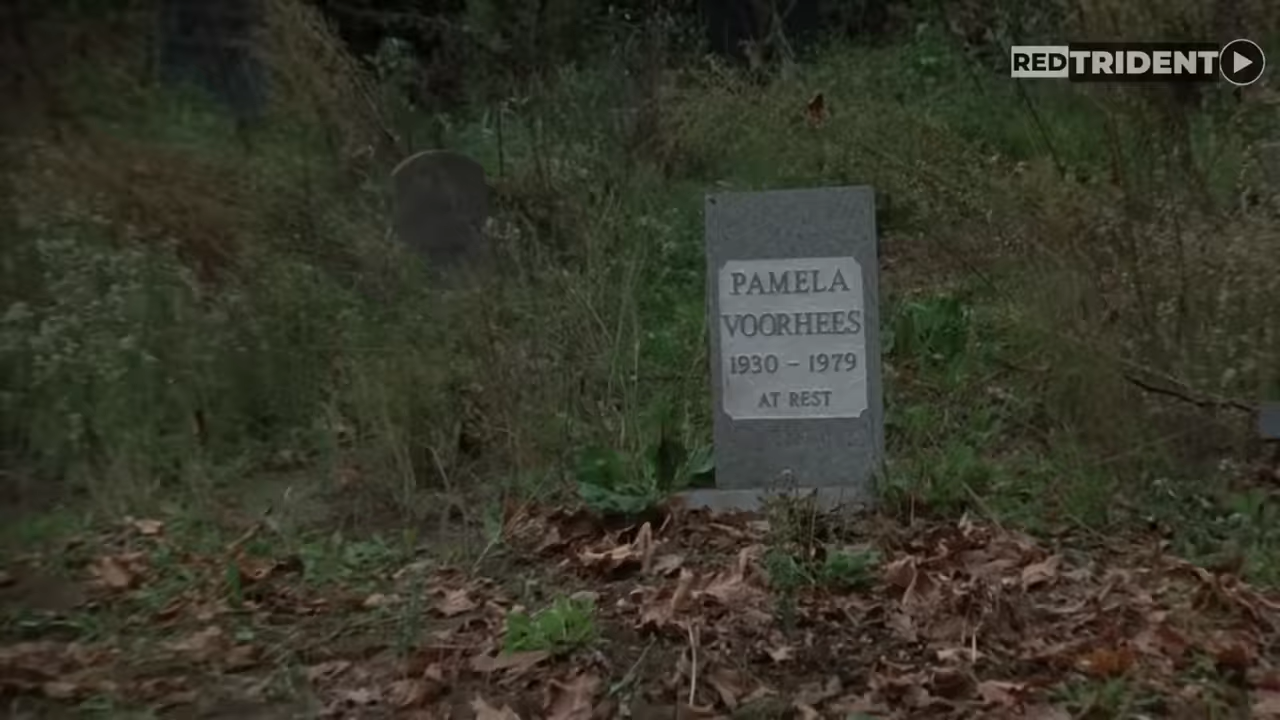 REDTRIDENT
PAMELA
VOORHEES
1930 - 1979
AT REST